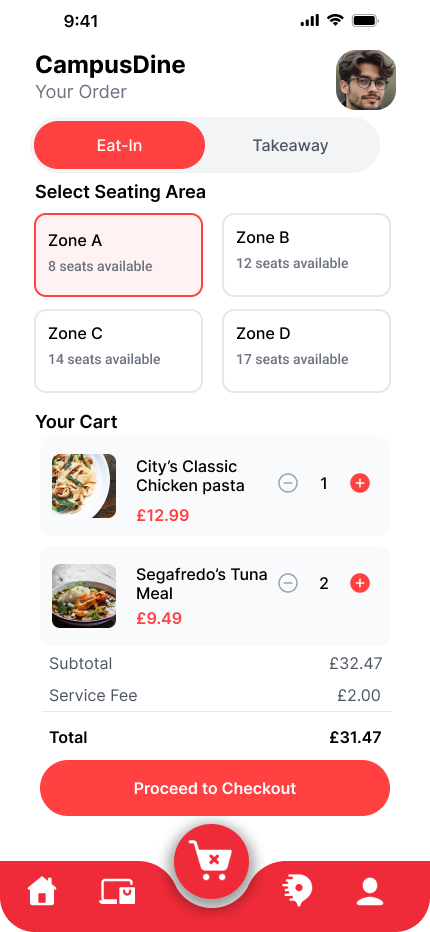 9:41
CampusDine
Your Order
Eat-In
Takeaway
Select Seating Area
Zone A
8 seats available
Zone B
12 seats available
Zone C
14 seats available
Zone D
17 seats available
Your Cart
City’s Classic
Chicken pasta
£12.99
1
Segafredo’s Tuna
Meal
£9.49
2
Subtotal
£32.47
Service Fee
£2.00
Total
£31.47
Proceed to Checkout